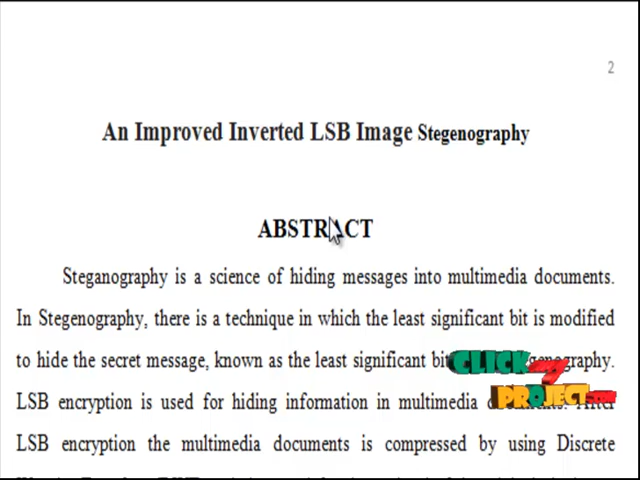 2
An Improved Inverted LSB Image Stegenography
ABSTRACT
Steganography is a science of hiding messages into multimedia documents.
In Stegenography, there is a technique in which the least significant bit is modified
to hide the secret message, known as the least significant bit
CLICK
PROJECT.com
LSB encryption is used for hiding information in multimedia
LSB encryption the multimedia documents is compressed by using Discrete